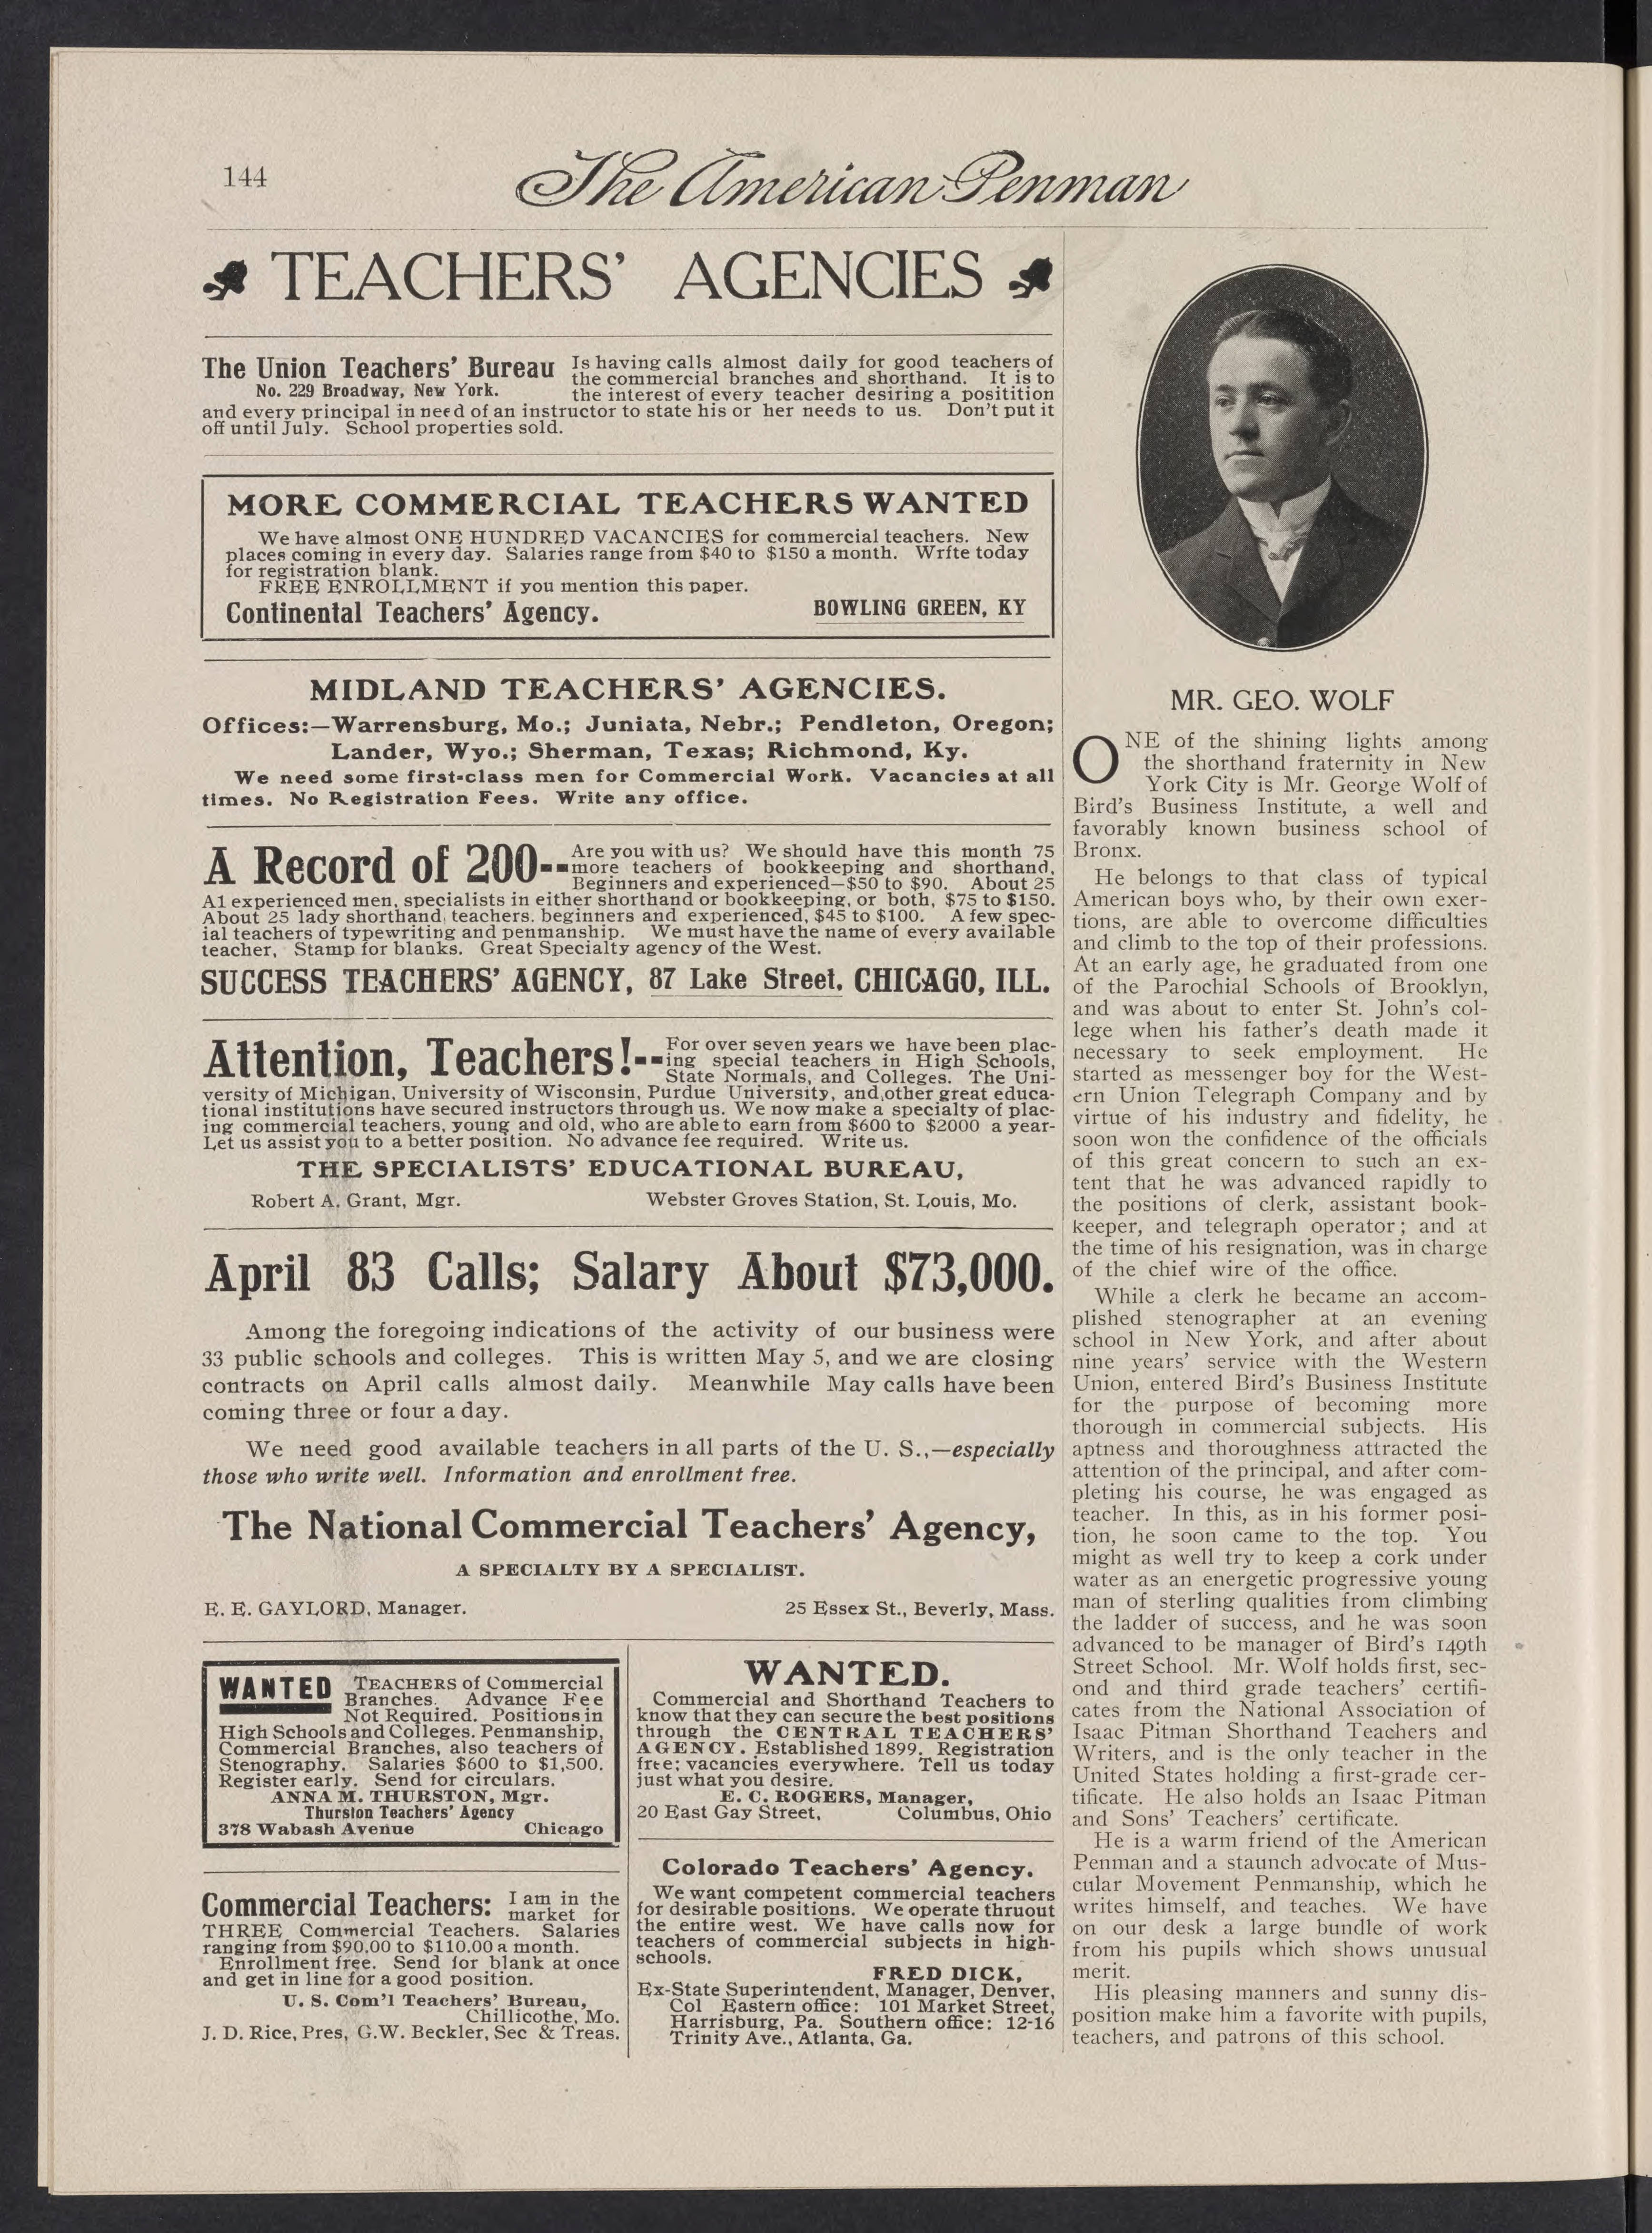 144
The American Penman
TEACHERS' AGENCIES
The Union Teachers' Bureau
No. 229 Broadway, New York.
Is having calls almost daily for good teachers of
the commercial branches and shorthand. It is to
the interest of every teacher desiring a positition
and every principal in need of an instructor to state his or her needs to us. Don't put it
off until July. School properties sold.
MORE COMMERCIAL TEACHERS WANTED
We have almost ONE HUNDRED VACANCIES for commercial teachers. New
places coming in every day. Salaries range from $40 to $150 a month. Wrfte today
for registration blank.
FREE ENROLLMENT if you mention this paper.
Continental Teachers' Agency. BOWLING GREEN, KY
MIDLAND TEACHERS' AGENCIES.
Offices:—Warrensburg, Mo.; Juniata, Nebr.; Pendleton, Oregon;
Lander, Wyo.; Sherman, Texas; Richmond, Ky.
We need some first-class men for Commercial Work. Vacancies at all
times. No Registration Fees. Write any office.
A Record of 200--
Are you with us? We should have this month 75
more teachers of bookkeeping and shorthand,
Beginners and experienced—$50 to $90. About 25
A1 experienced men, specialists in either shorthand or bookkeeping, or both, $75 to $150.
About 25 lady shorthand teachers, beginners and experienced, $45 to $100. A few spec-
ial teachers of typewriting and penmanship. We must have the name of every available
teacher, Stamp for blanks. Great Specialty agency of the West.
SUCCESS TEACHERS' AGENCY, 87 Lake Street, CHICAGO, ILL.
Attention, Teachers!--
For over seven years we have been plac-
ing special teachers in High Schools,
State Normals, and Colleges. The Uni-
versity of Michigan, University of Wisconsin, Purdue University, and other great educa-
tional institutions have secured instructors through us. We now make a specialty of plac-
ing commercial teachers, young and old, who are able to earn from $600 to $2000 a year-
Let us assist you to a better position. No advance fee required. Write us.
THE SPECIALISTS' EDUCATIONAL BUREAU,
Robert A. Grant, Mgr. Webster Groves Station, St. Louis, Mo.
April 83 Calls; Salary About $73,000.
Among the foregoing indications of the activity of our business were
33 public schools and colleges. This is written May 5, and we are closing
contracts on April calls almost daily. Meanwhile May calls have been
coming three or four a day.
We need good available teachers in all parts of the U. S.,—especially
those who write well. Information and enrollment free.
The National Commercial Teachers' Agency,
A SPECIALTY BY A SPECIALIST.
E. E. GAYLORD, Manager. 25 Essex St., Beverly, Mass.
WANTED TEACHERS of Commercial
Branches. Advance Fee
Not Required. Positions in
High Schools and Colleges. Penmanship,
Commercial Branches, also teachers of
Stenography. Salaries $600 to $1,500.
Register early. Send for circulars.
ANNA M. THURSTON, Mgr.
Thurston Teachers' Agency
378 Wabash Avenue Chicago
Commercial Teachers: I am in the
market for
THREE Commercial Teachers. Salaries
ranging from $90.00 to $110.00 a month.
Enrollment free. Send for blank at once
and get in line for a good position.
U. S. Com'l Teachers' Bureau,
Chillicothe, Mo.
J. D. Rice, Pres, G.W. Beckler, Sec & Treas.
WANTED.
Commercial and Shorthand Teachers to
know that they can secure the best positions
through the CENTRAL TEACHERS'
AGENCY. Established 1899. Registration
free; vacancies everywhere. Tell us today
just what you desire.
E. C. ROGERS, Manager,
20 East Gay Street, Columbus, Ohio
Colorado Teachers' Agency.
We want competent commercial teachers
for desirable positions. We operate thruout
the entire west. We have calls now for
teachers of commercial subjects in high-
schools.
FRED DICK,
Ex-State Superintendent, Manager, Denver,
Col Eastern office: 101 Market Street,
Harrisburg, Pa. Southern office: 12-16
Trinity Ave., Atlanta, Ga.
MR. GEO. WOLF
ONE of the shining lights among
the shorthand fraternity in New
York City is Mr. George Wolf of
Bird's Business Institute, a well and
favorably known business school of
Bronx.
He belongs to that class of typical
American boys who, by their own exer-
tions, are able to overcome difficulties
and climb to the top of their professions.
At an early age, he graduated from one
of the Parochial Schools of Brooklyn,
and was about to enter St. John's col-
lege when his father's death made it
necessary to seek employment. He
started as messenger boy for the West-
ern Union Telegraph Company and by
virtue of his industry and fidelity, he
soon won the confidence of the officials
of this great concern to such an ex-
tent that he was advanced rapidly to
the positions of clerk, assistant book-
keeper, and telegraph operator; and at
the time of his resignation, was in charge
of the chief wire of the office.
While a clerk he became an accom-
plished stenographer at an evening
school in New York, and after about
nine years' service with the Western
Union, entered Bird's Business Institute
for the purpose of becoming more
thorough in commercial subjects. His
aptness and thoroughness attracted the
attention of the principal, and after com-
pleting his course, he was engaged as
teacher. In this, as in his former posi-
tion, he soon came to the top. You
might as well try to keep a cork under
water as an energetic progressive young
man of sterling qualities from climbing
the ladder of success, and he was soon
advanced to be manager of Bird's 149th
Street School. Mr. Wolf holds first, sec-
ond and third grade teachers' certifi-
cates from the National Association of
Isaac Pitman Shorthand Teachers and
Writers, and is the only teacher in the
United States holding a first-grade cer-
tificate. He also holds an Isaac Pitman
and Sons' Teachers' certificate.
He is a warm friend of the American
Penman and a staunch advocate of Mus-
cular Movement Penmanship, which he
writes himself, and teaches. We have
on our desk a large bundle of work
from his pupils which shows unusual
merit.
His pleasing manners and sunny dis-
position make him a favorite with pupils,
teachers, and patrons of this school.